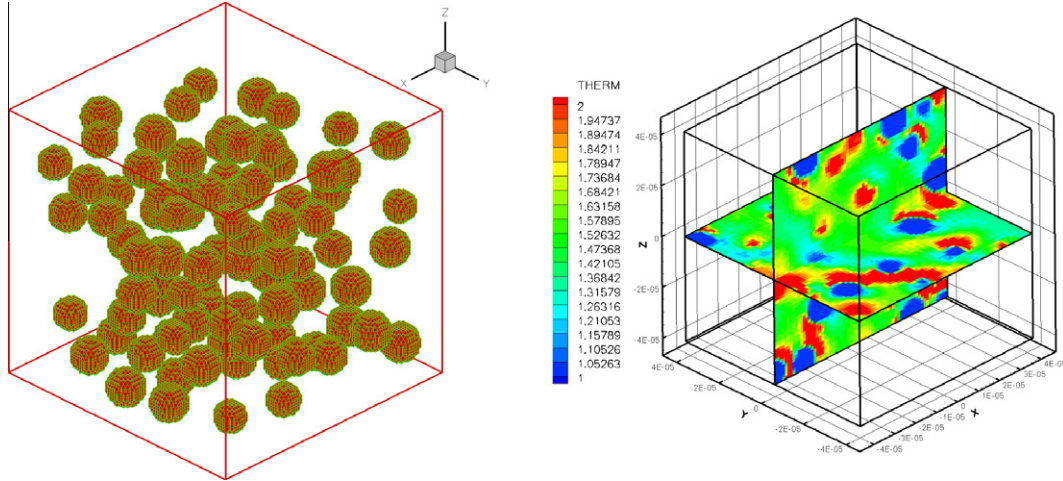 Z
X
Y
THERM
2
1.94737
1.89474
1.84211
1.78947
1.73684
1.68421
1.63158
1.57895
1.52632
1.47368
1.42105
1.36842
1.31579
1.26316
1.21053
1.15789
1.10526
1.05263
1
4E-05
2E-05
Z
0
-2E-05
-4E-05
4E-05
2E-05
Y
0
-2E-05
-4E-05
4E-05
3E-05
2E-05
1E-05
0
X
-1E-05
-2E-05
-3E-05
-4E-05